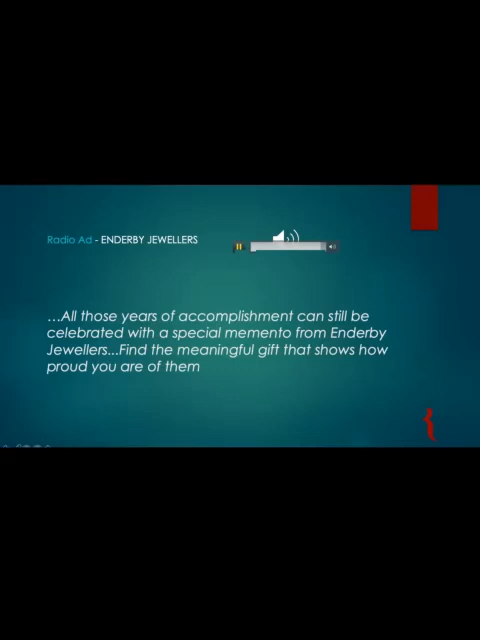 Radio Ad - ENDERBY JEWELLERS
…All those years of accomplishment can still be
celebrated with a special memento from Enderby
Jewellers...Find the meaningful gift that shows how
proud you are of them